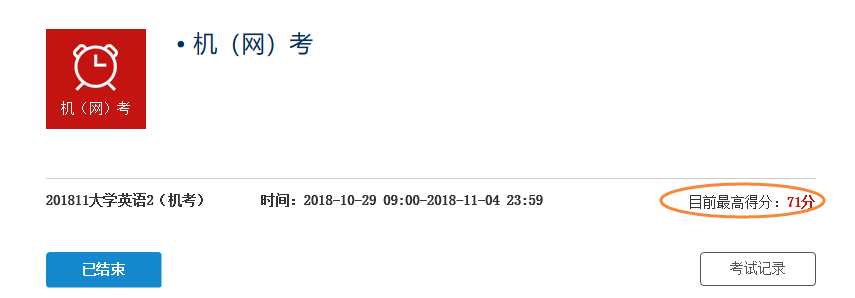 • 机（网）考
机（网）考
201811大学英语2（机考） 时间：2018-10-29 09:00-2018-11-04 23:59 目前最高得分：71分
已结束 考试记录